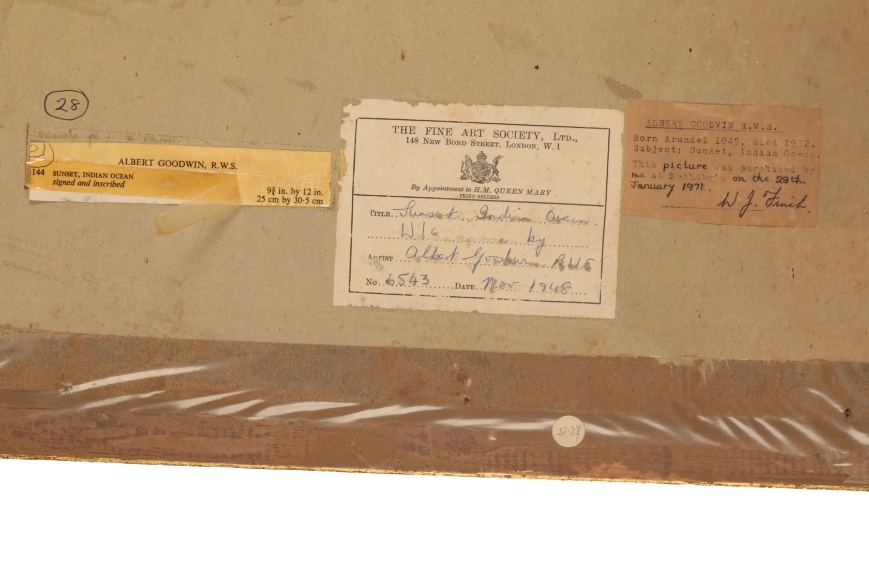 28
ALBERT GOODWIN, R.W.S.
144 SUNSET, INDIAN OCEAN
signed and inscribed
9¾ in. by 12 in.
25 cm by 30·5 cm
THE FINE ART SOCIETY, LTD.,
148 NEW BOND STREET, LONDON, W.1
By Appointment to H.M. QUEEN MARY
PRINT SELLERS
TITLE Sunset Indian Ocean
W/C by
ARTIST Albert Goodwin RWS
No. 6543 DATE Nov 1948
ALBERT GOODWIN R.W.S.
Born Arundel 1845, died 1932.
Subject: Sunset, Indian Ocean.
This picture was purchased by
me at Sotheby's on the 28th
January 1971.
W J. Finch.